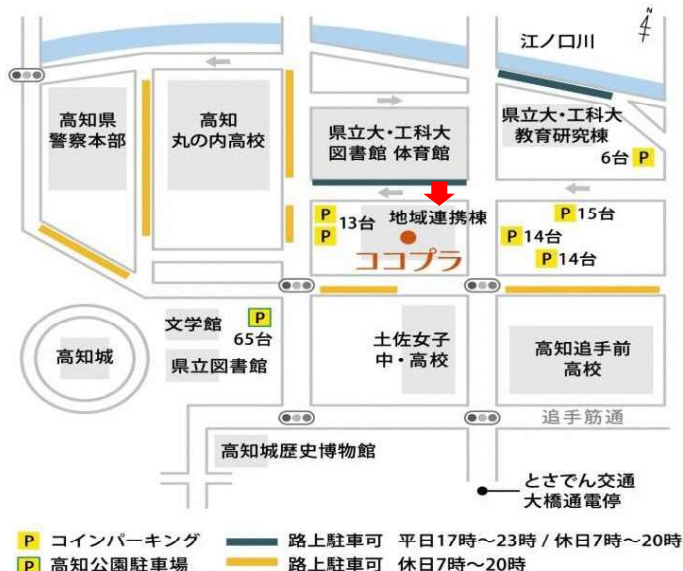 N
江ノ口川
高知県
警察本部
高知
丸の内高校
県立大・工科大
図書館 体育館
県立大・工科大
教育研究棟
6台 P
P
P
13台
地域連携棟
ココプラ
P 15台
P 14台
P 14台
高知城
文学館
P
65台
県立図書館
土佐女子
中・高校
高知追手前
高校
追手筋通
高知城歴史博物館
とさでん交通
大橋通電停
P コインパーキング
路上駐車可 平日17時～23時 / 休日7時～20時
P 高知公園駐車場
路上駐車可 休日7時～20時